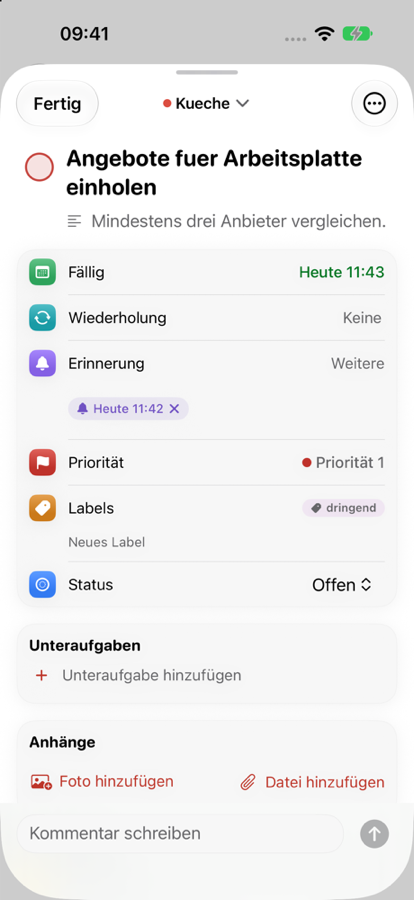 09:41
Fertig
Kueche
Angebote fuer Arbeitsplatte
einholen
Mindestens drei Anbieter vergleichen.
Fällig Heute 11:43
Wiederholung Keine
Erinnerung Weitere
Heute 11:42
Priorität Priorität 1
Labels dringend
Neues Label
Status Offen
Unteraufgaben
Unteraufgabe hinzufügen
Anhänge
Foto hinzufügen Datei hinzufügen
Kommentar schreiben